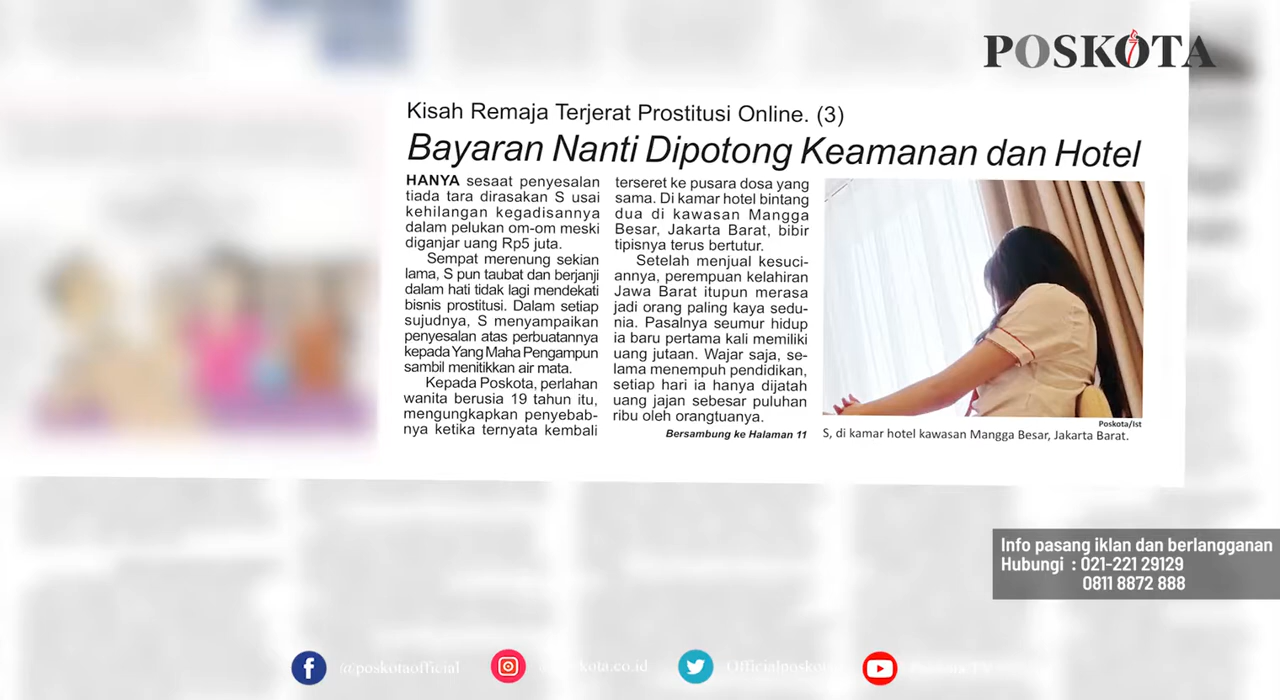 POSKOTA
Kisah Remaja Terjerat Prostitusi Online. (3)
Bayaran Nanti Dipotong Keamanan dan Hotel
HANYA sesaat penyesalan
tiada tara dirasakan S usai
kehilangan kegadisannya
dalam pelukan om-om meski
diganjar uang Rp5 juta.
Sempat merenung sekian
lama, S pun taubat dan berjanji
dalam hati tidak lagi mendekati
bisnis prostitusi. Dalam setiap
sujudnya, S menyampaikan
penyesalan atas perbuatannya
kepada Yang Maha Pengampun
sambil menitikkan air mata.
Kepada Poskota, perlahan
wanita berusia 19 tahun itu,
mengungkapkan penyebab-
nya ketika ternyata kembali
terseret ke pusara dosa yang
sama. Di kamar hotel bintang
dua di kawasan Mangga
Besar, Jakarta Barat, bibir
tipisnya terus bertutur.
Setelah menjual kesuci-
annya, perempuan kelahiran
Jawa Barat itupun merasa
jadi orang paling kaya sedu-
nia. Pasalnya seumur hidup
ia baru pertama kali memiliki
uang jutaan. Wajar saja, se-
lama menempuh pendidikan,
setiap hari ia hanya dijatah
uang jajan sebesar puluhan
ribu oleh orangtuanya.
Bersambung ke Halaman 11
Poskota/Ist
S, di kamar hotel kawasan Mangga Besar, Jakarta Barat.
Info pasang iklan dan berlangganan
Hubungi : 021-221 29129
0811 8872 888
@poskotaofficial
kota.co.id